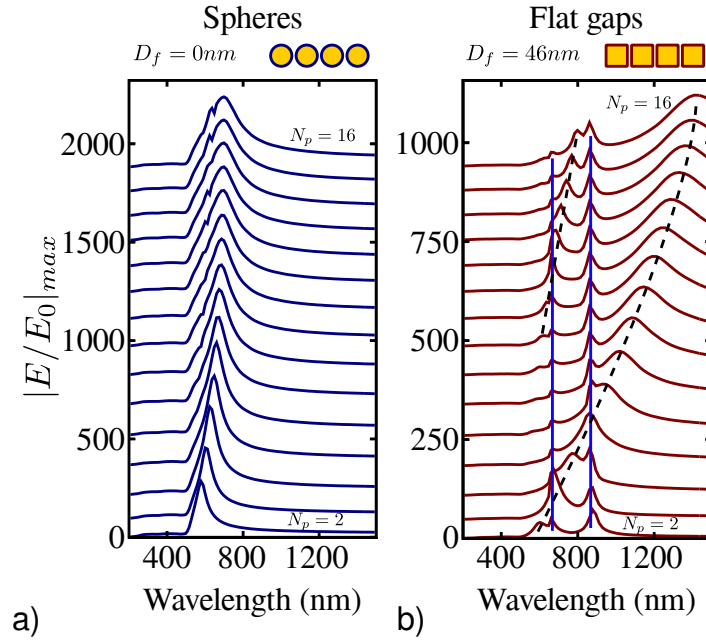 Spheres
D_f = 0nm
N_p = 16
N_p = 2
|E/E_0|_max
0
500
1000
1500
2000
400
800
1200
Wavelength (nm)
a)
Flat gaps
D_f = 46nm
N_p = 16
N_p = 2
0
250
500
750
1000
400
800
1200
Wavelength (nm)
b)